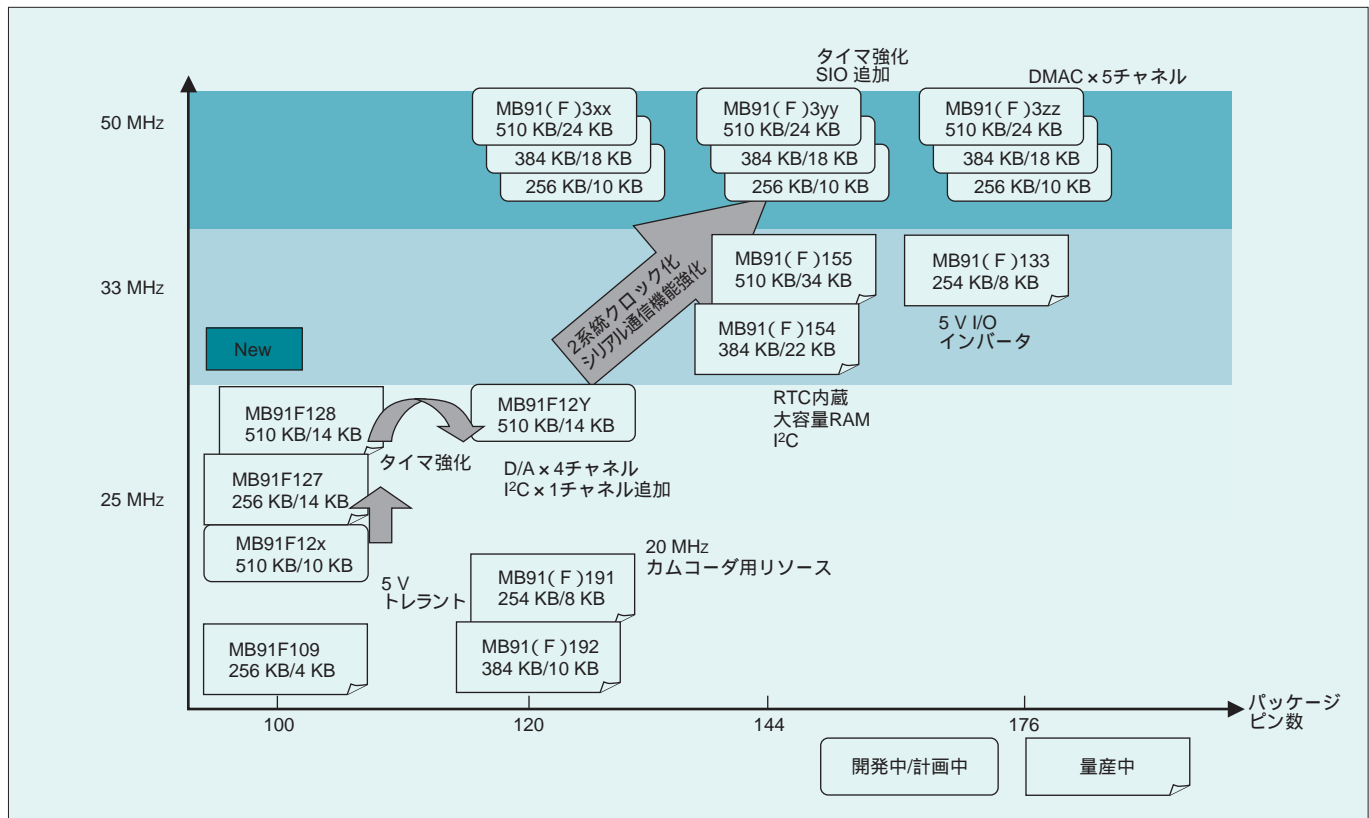 タイマ強化
SIO 追加
DMAC×5チャネル
50 MHz
MB91(F)3xx
510 KB/24 KB
384 KB/18 KB
256 KB/10 KB
MB91(F)3yy
510 KB/24 KB
384 KB/18 KB
256 KB/10 KB
MB91(F)3zz
510 KB/24 KB
384 KB/18 KB
256 KB/10 KB
2系統クロック化
シリアル通信機能強化
33 MHz
MB91(F)155
510 KB/34 KB
MB91(F)154
384 KB/22 KB
MB91(F)133
254 KB/8 KB
5 V I/O
インバータ
New
RTC内蔵
大容量RAM
I²C
MB91F128
510 KB/14 KB
タイマ強化
MB91F12Y
510 KB/14 KB
D/A×4チャネル
I²C×1チャネル追加
25 MHz
MB91F127
256 KB/14 KB
MB91F12x
510 KB/10 KB
5 V
トレラント
20 MHz
カムコーダ用リソース
MB91(F)191
254 KB/8 KB
MB91(F)192
384 KB/10 KB
MB91F109
256 KB/4 KB
100
120
144
176
パッケージ
ピン数
開発中/計画中
量産中